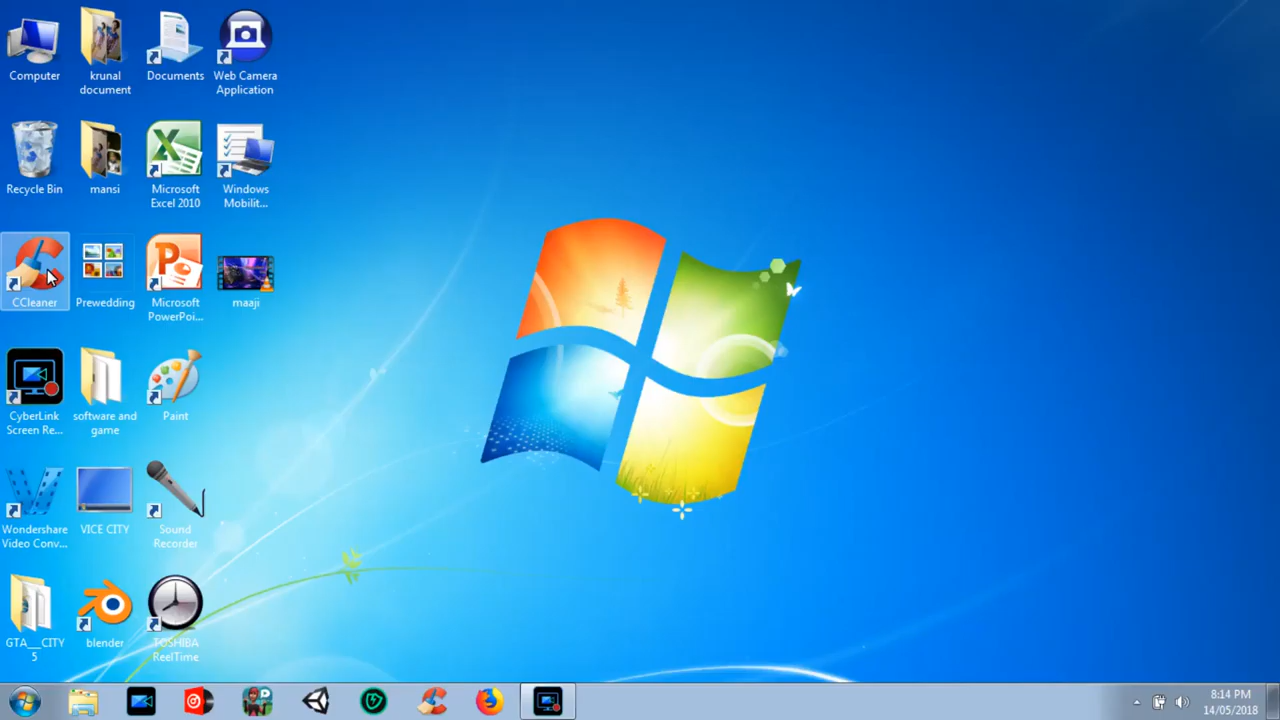 Computer
krunal
document
Documents
Web Camera
Application
Recycle Bin
mansi
Microsoft
Excel 2010
Windows
Mobilit...
CCleaner
Prewedding
Microsoft
PowerPoi...
maaji
CyberLink
Screen Re...
software and
game
Paint
Wondershare
Video Conv...
VICE CITY
Sound
Recorder
GTA___CITY
5
blender
TOSHIBA
ReelTime
8:14 PM
14/05/2018